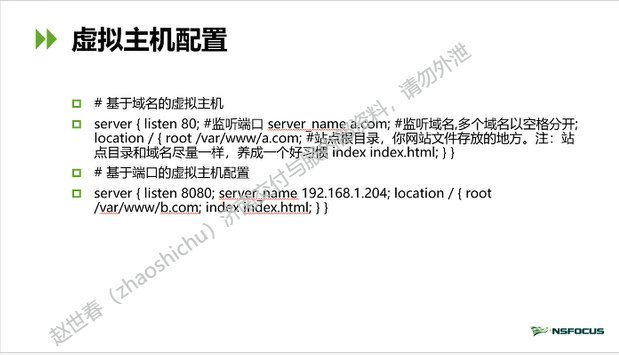 虚拟主机配置
# 基于域名的虚拟主机
server { listen 80; #监听端口 server_name a.com; #监听域名,多个域名以空格分开;
location / { root /var/www/a.com; #站点根目录，你网站文件存放的地方。注：站
点目录和域名尽量一样，养成一个好习惯 index index.html; } }
# 基于端口的虚拟主机配置
server { listen 8080; server_name 192.168.1.204; location / { root
/var/www/b.com; index index.html; } }
赵世春（zhaoshichu）济南交付与 资料，请勿外泄
NSFOCUS